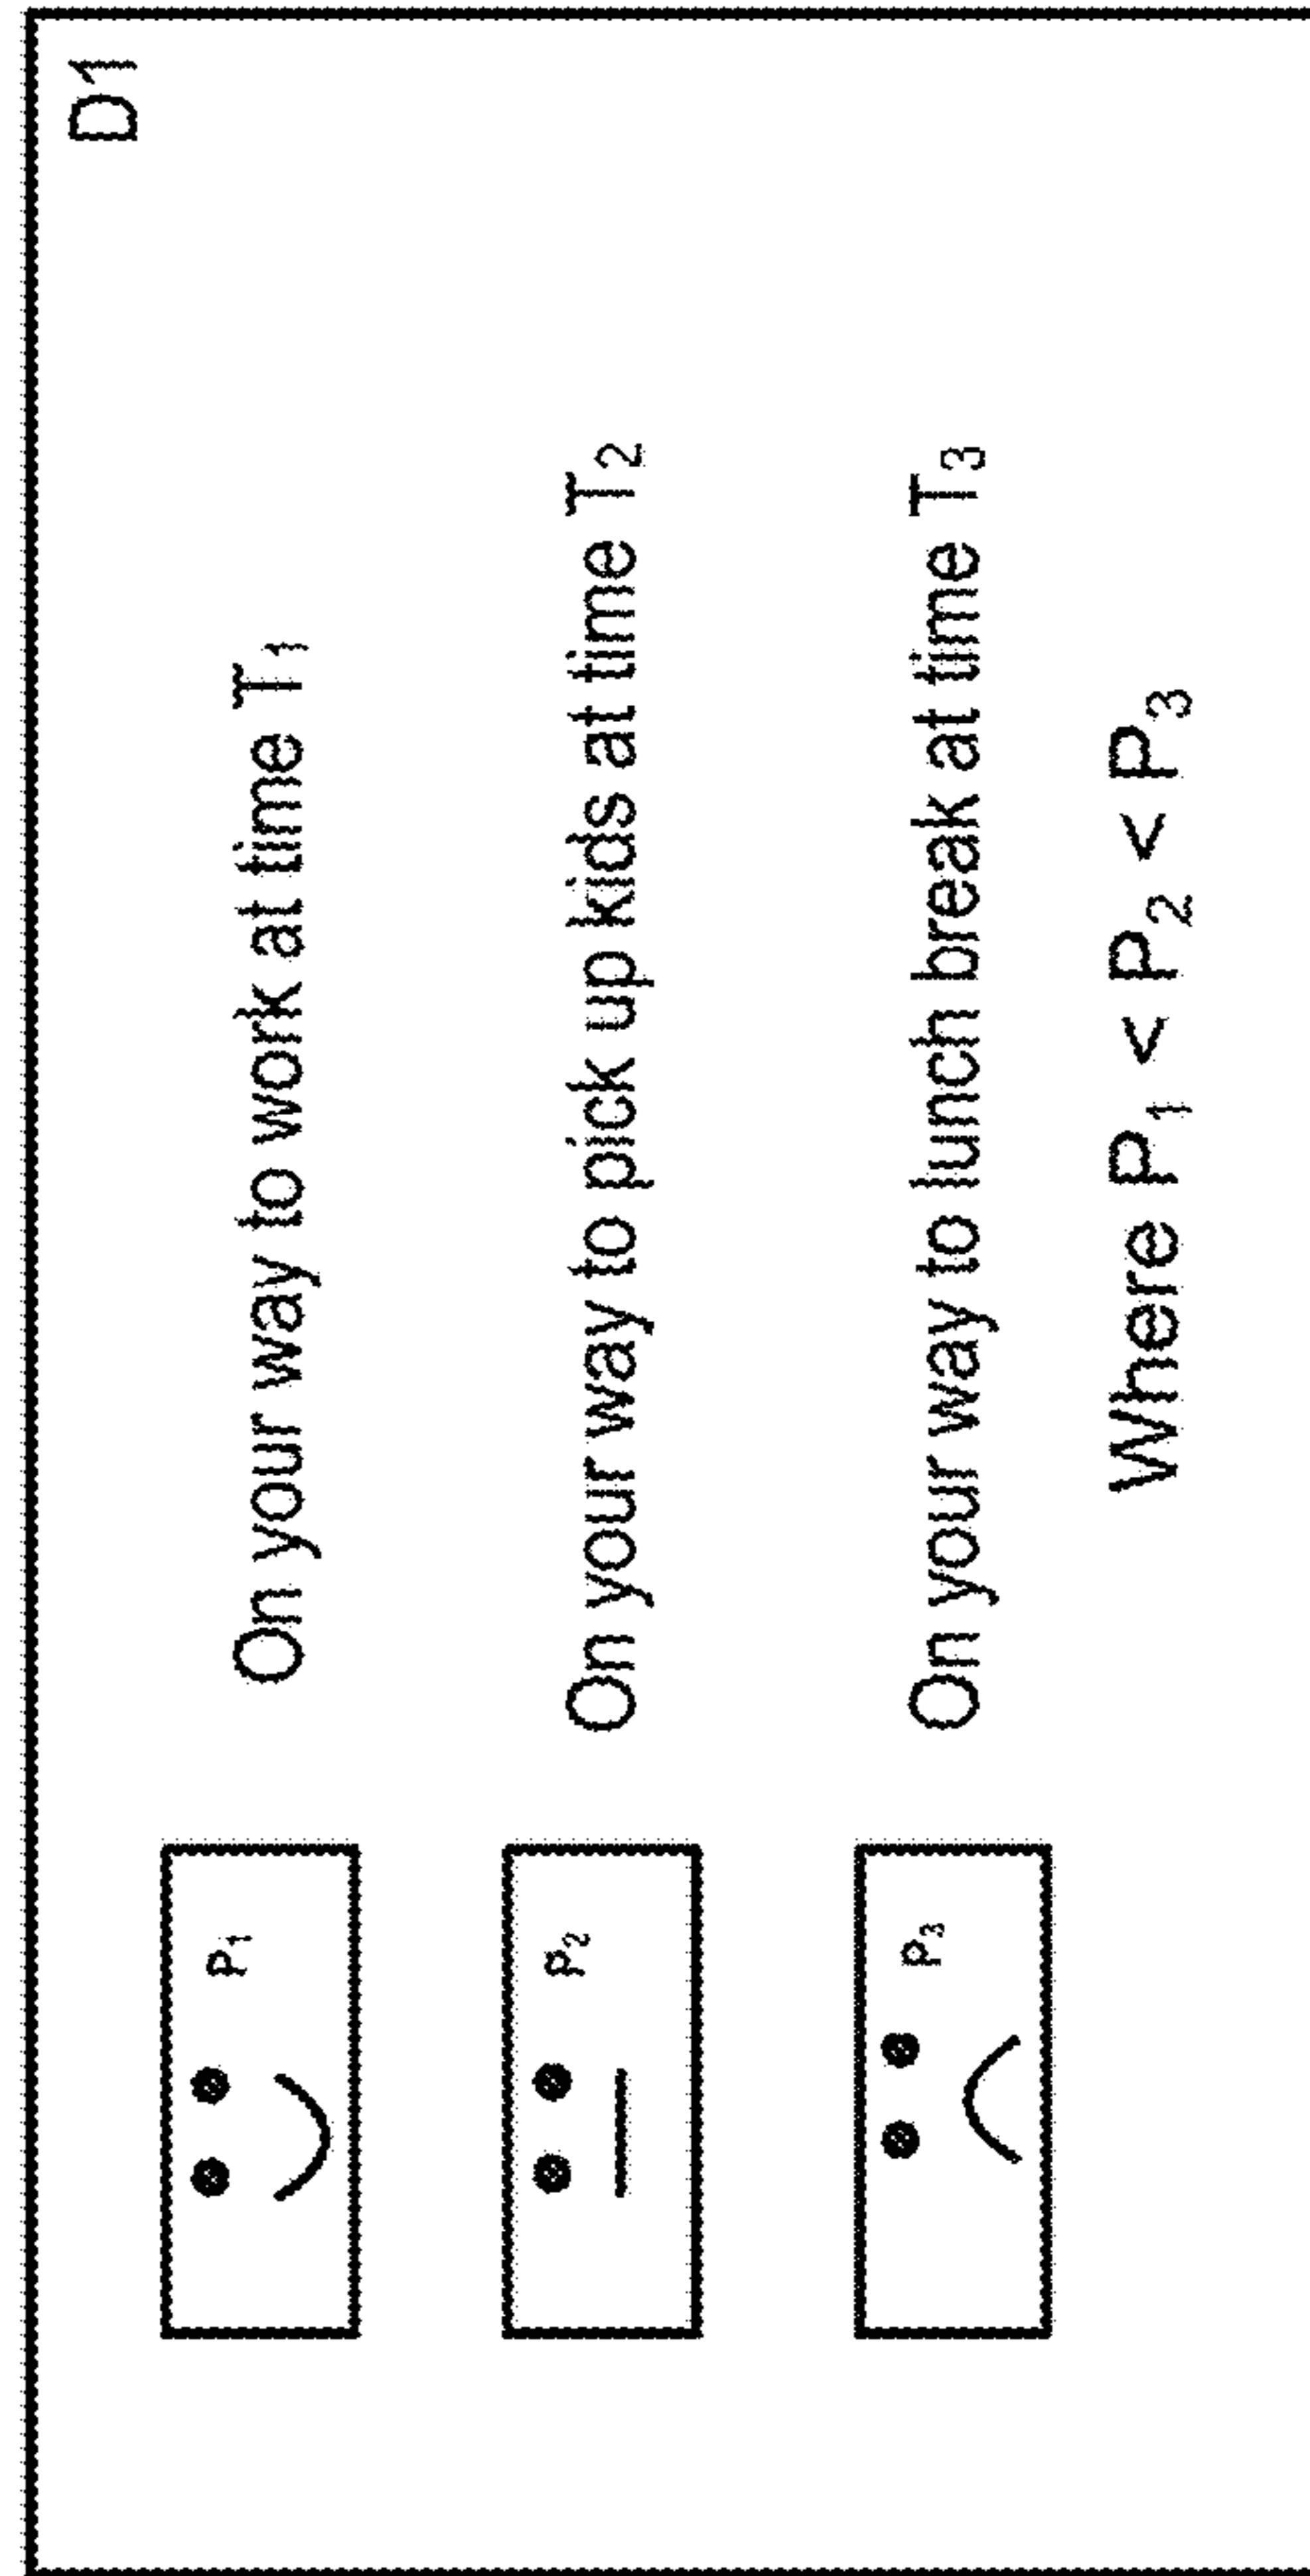 D1
P₁ On your way to work at time T₁
P₂ On your way to pick up kids at time T₂
P₃ On your way to lunch break at time T₃
Where P₁ < P₂ < P₃